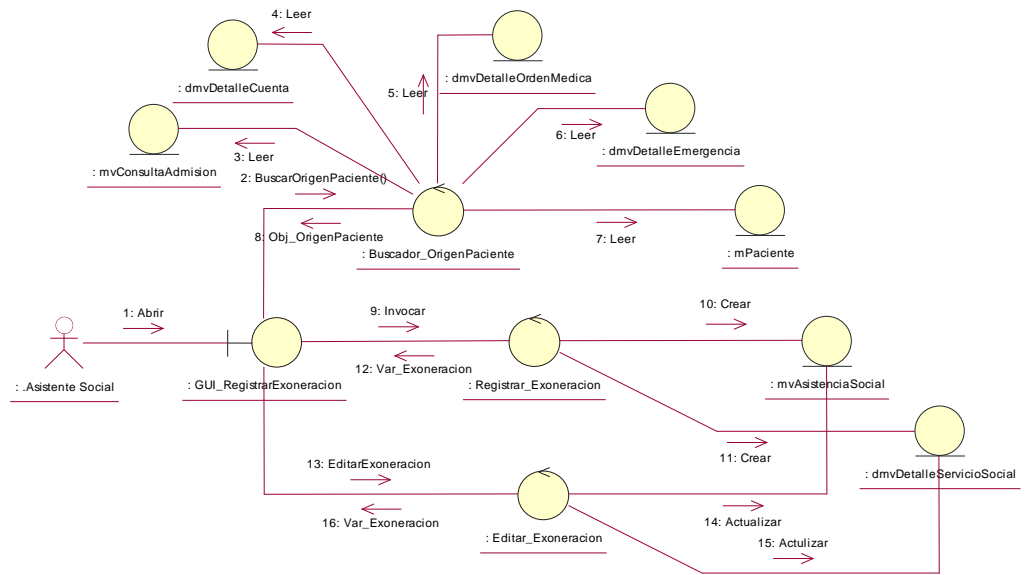 4: Leer
: dmvDetalleCuenta
: dmvDetalleOrdenMedica
5: Leer
6: Leer
: dmvDetalleEmergencia
3: Leer
: mvConsultaAdmision
2: BuscarOrigenPaciente()
8: Obj_OrigenPaciente
: Buscador_OrigenPaciente
7: Leer
: mPaciente
1: Abrir
9: Invocar
10: Crear
12: Var_Exoneracion
: .Asistente Social
: GUI_RegistrarExoneracion
: Registrar_Exoneracion
: mvAsistenciaSocial
11: Crear
: dmvDetalleServicioSocial
13: EditarExoneracion
16: Var_Exoneracion
14: Actualizar
: Editar_Exoneracion
15: Actulizar